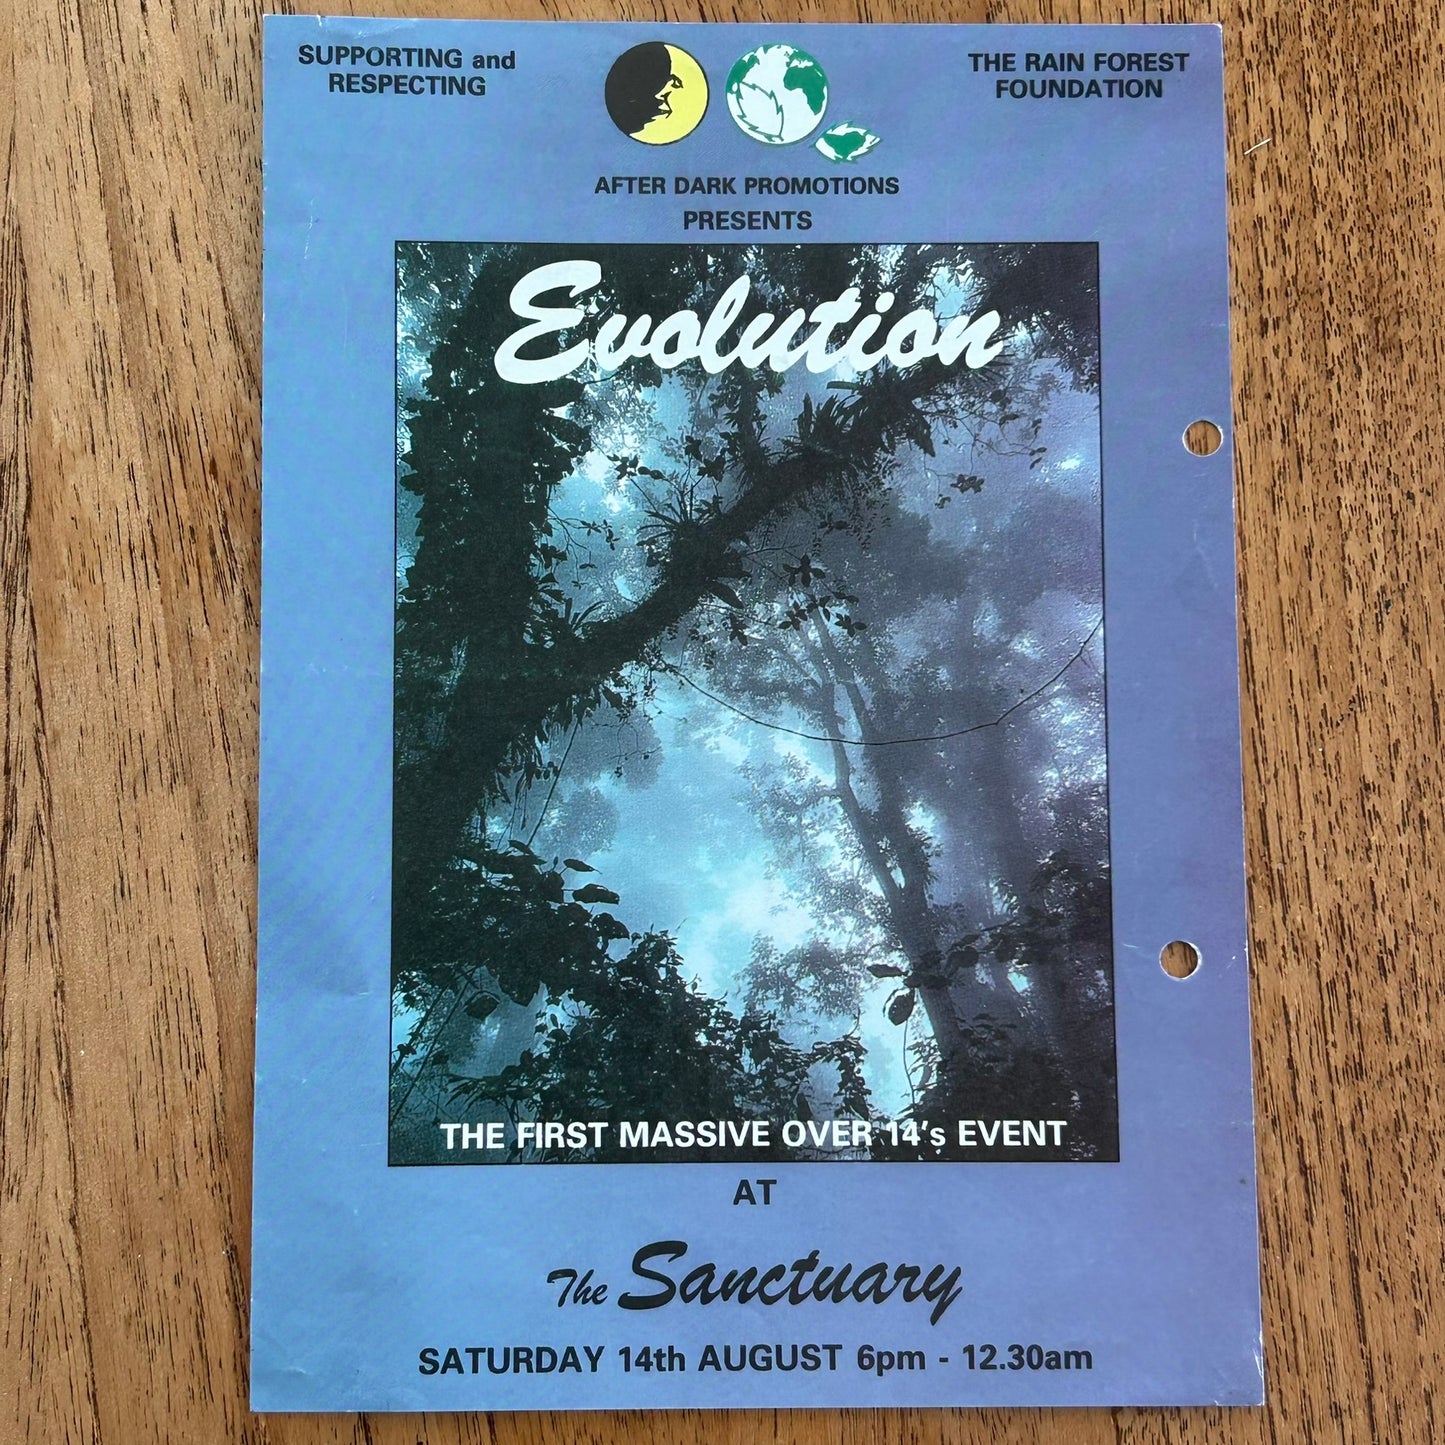 SUPPORTING and
RESPECTING
THE RAIN FOREST
FOUNDATION
AFTER DARK PROMOTIONS
PRESENTS
Evolution
THE FIRST MASSIVE OVER 14's EVENT
AT
The Sanctuary
SATURDAY 14th AUGUST 6pm - 12.30am